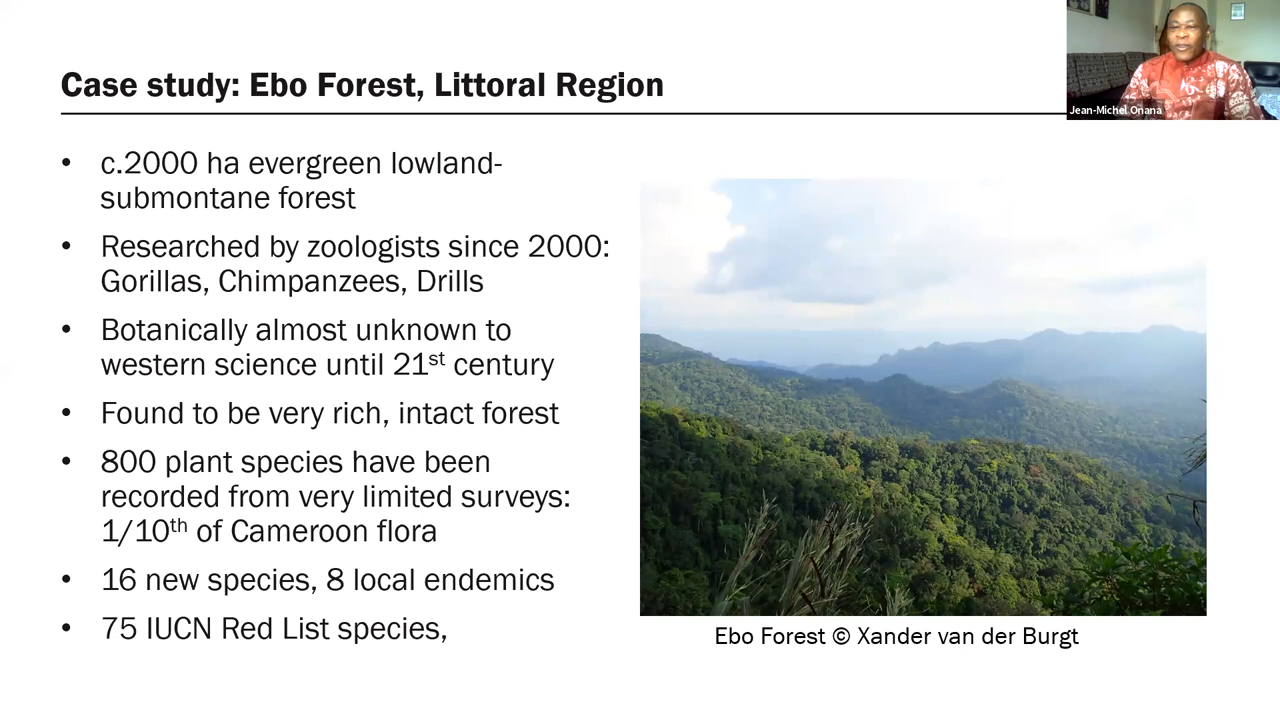 Case study: Ebo Forest, Littoral Region
Jean-Michel Onana
• c.2000 ha evergreen lowland-
submontane forest
• Researched by zoologists since 2000:
Gorillas, Chimpanzees, Drills
• Botanically almost unknown to
western science until 21st century
• Found to be very rich, intact forest
• 800 plant species have been
recorded from very limited surveys:
1/10th of Cameroon flora
• 16 new species, 8 local endemics
• 75 IUCN Red List species,
Ebo Forest © Xander van der Burgt